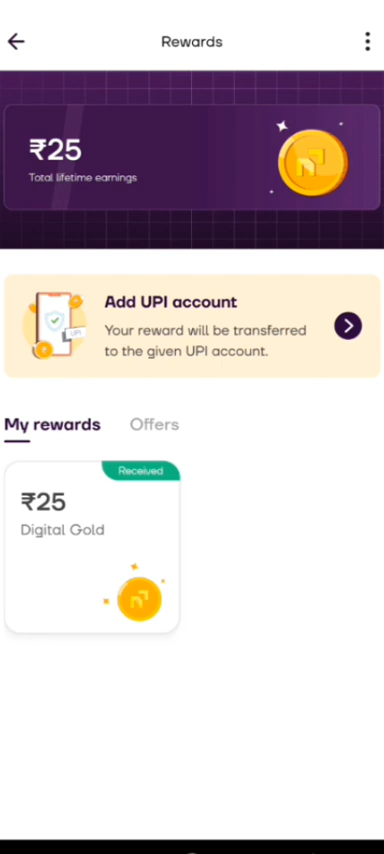 Rewards
₹25
Total lifetime earnings
Add UPI account
Your reward will be transferred
to the given UPI account.
UPI
My rewards
Offers
Received
₹25
Digital Gold